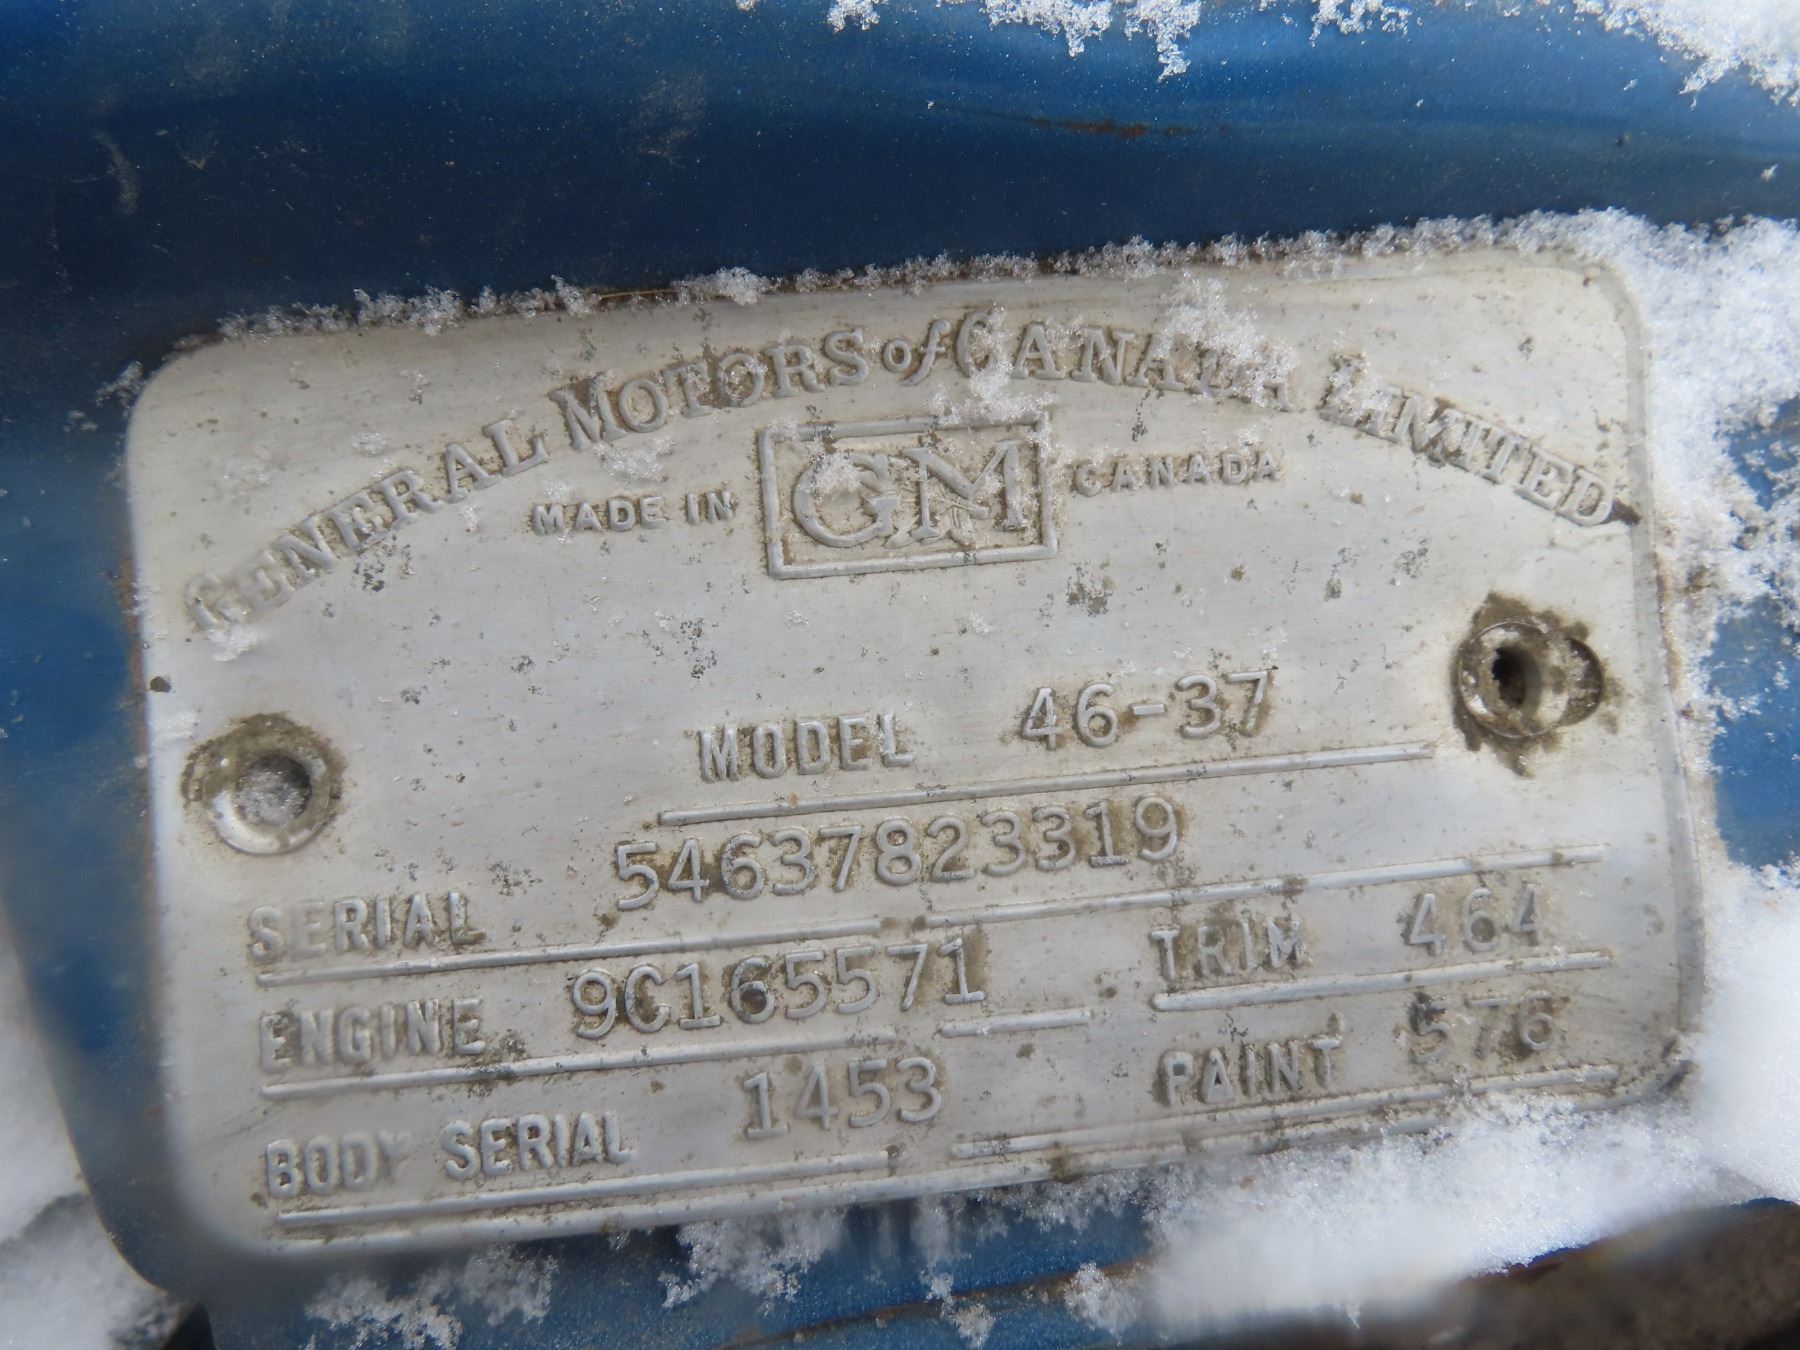 GENERAL MOTORS of CANADA LIMITED
MADE IN GM CANADA
MODEL 46-37
SERIAL 54637823319
ENGINE 9C165571 TRIM 464
BODY SERIAL 1453 PAINT 576